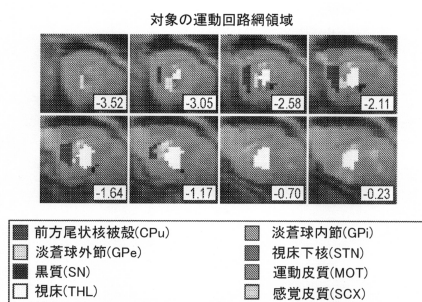 対象の運動回路網領域
-3.52 -3.05 -2.58 -2.11
-1.64 -1.17 -0.70 -0.23
前方尾状核被殻(CPu) 淡蒼球内節(GPi)
淡蒼球外節(GPe) 視床下核(STN)
黒質(SN) 運動皮質(MOT)
視床(THL) 感覚皮質(SCX)